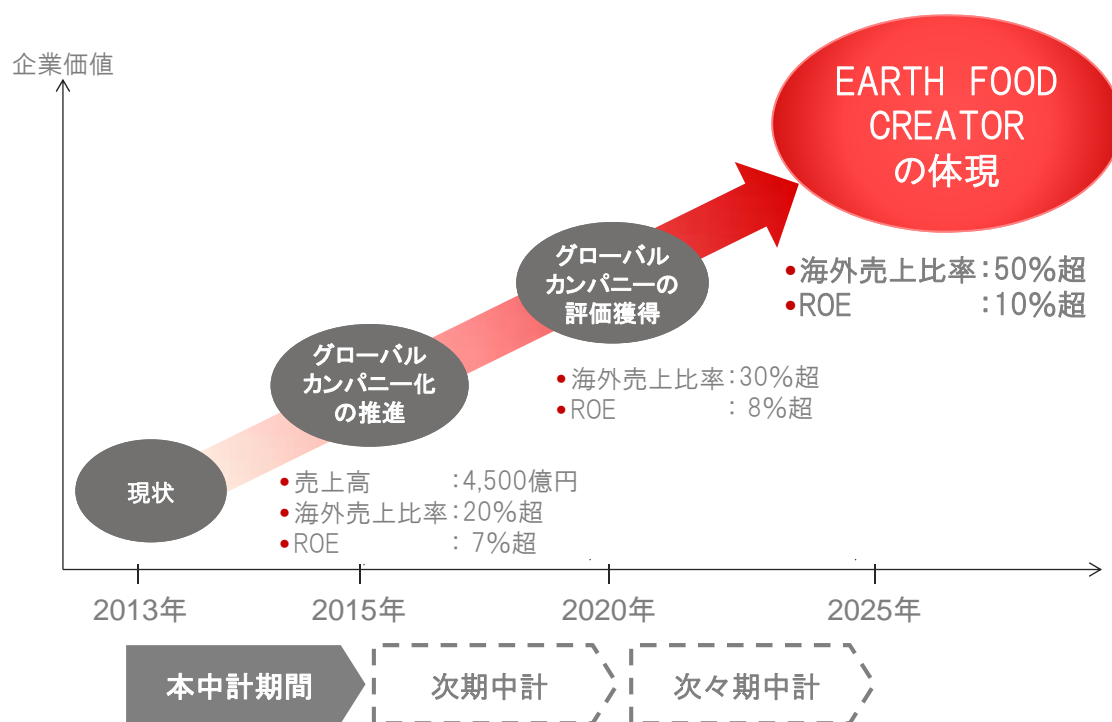 企業価値
EARTH FOOD
CREATOR
の体現
グローバル
カンパニーの
評価獲得
•海外売上比率:50%超
•ROE :10%超
グローバル
カンパニー化
の推進
•海外売上比率:30%超
•ROE : 8%超
現状
•売上高 :4,500億円
•海外売上比率:20%超
•ROE : 7%超
2013年 2015年 2020年 2025年
本中計期間 次期中計 次々期中計